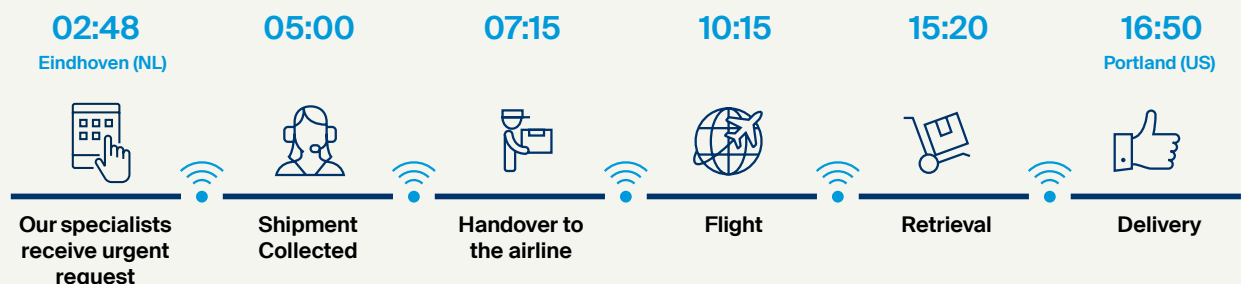 02:48
05:00
07:15
10:15
15:20
16:50
Eindhoven (NL)
Portland (US)
Our specialists
receive urgent
request
Shipment
Collected
Handover to
the airline
Flight
Retrieval
Delivery